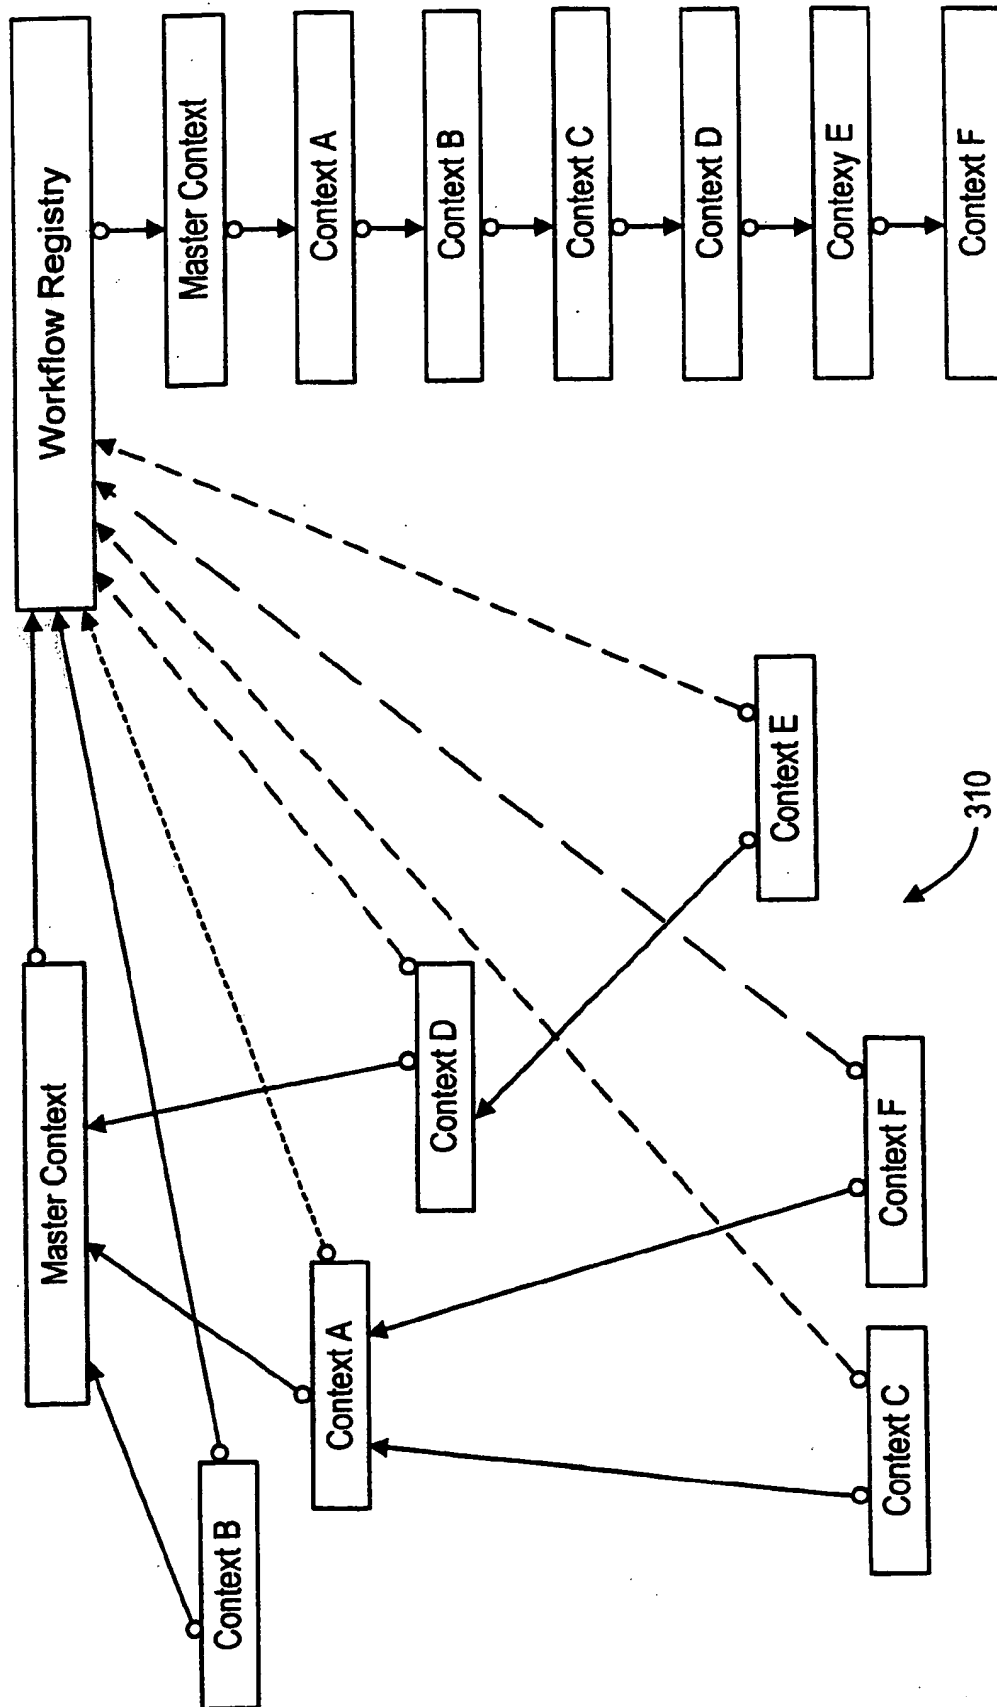 Workflow Registry
Master Context
Master Context
Context A
Context B
Context B
Context A
Context D
Context C
Context D
Context E
Contexy E
Context C
Context F
Context F
310